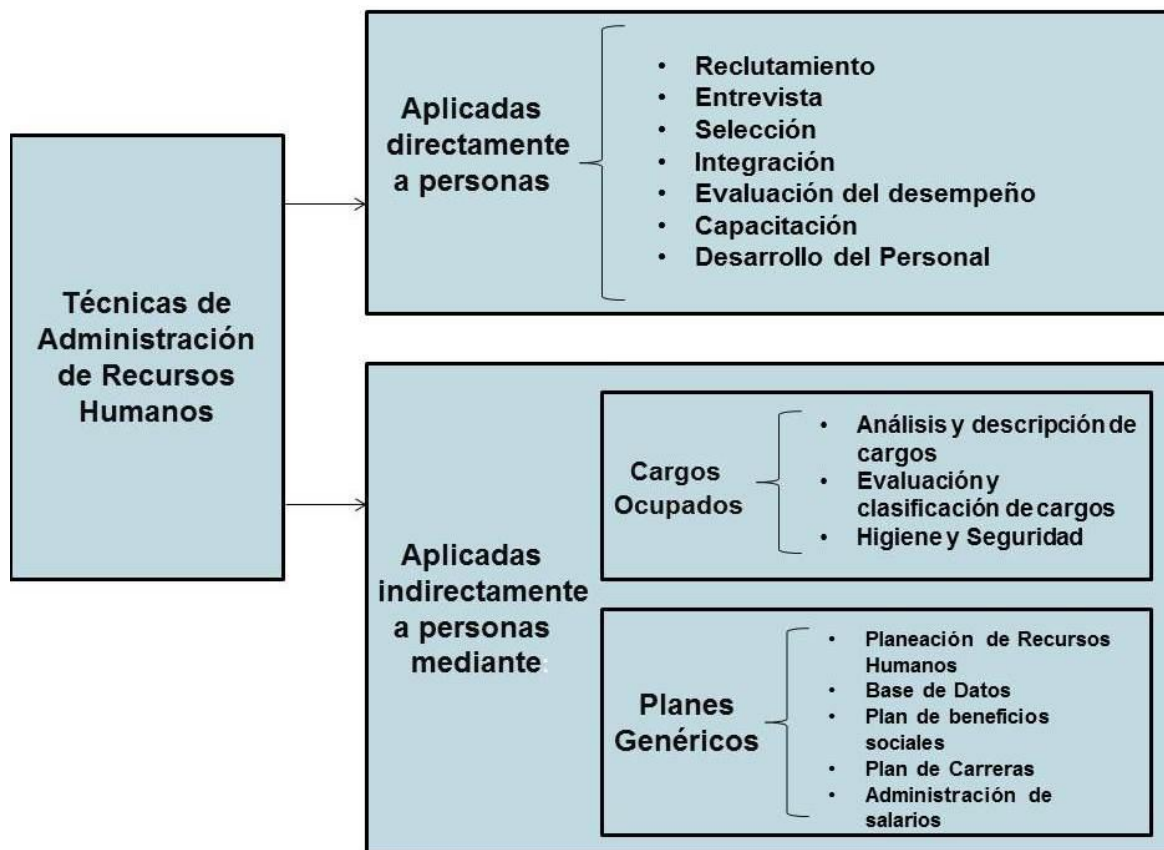 Técnicas de
Administración
de Recursos
Humanos
Aplicadas
directamente
a personas
• Reclutamiento
• Entrevista
• Selección
• Integración
• Evaluación del desempeño
• Capacitación
• Desarrollo del Personal
Aplicadas
indirectamente
a personas
mediante:
Cargos
Ocupados
• Análisis y descripción de
cargos
• Evaluación y
clasificación de cargos
• Higiene y Seguridad
Planes
Genéricos
• Planeación de Recursos
Humanos
• Base de Datos
• Plan de beneficios
sociales
• Plan de Carreras
• Administración de
salarios